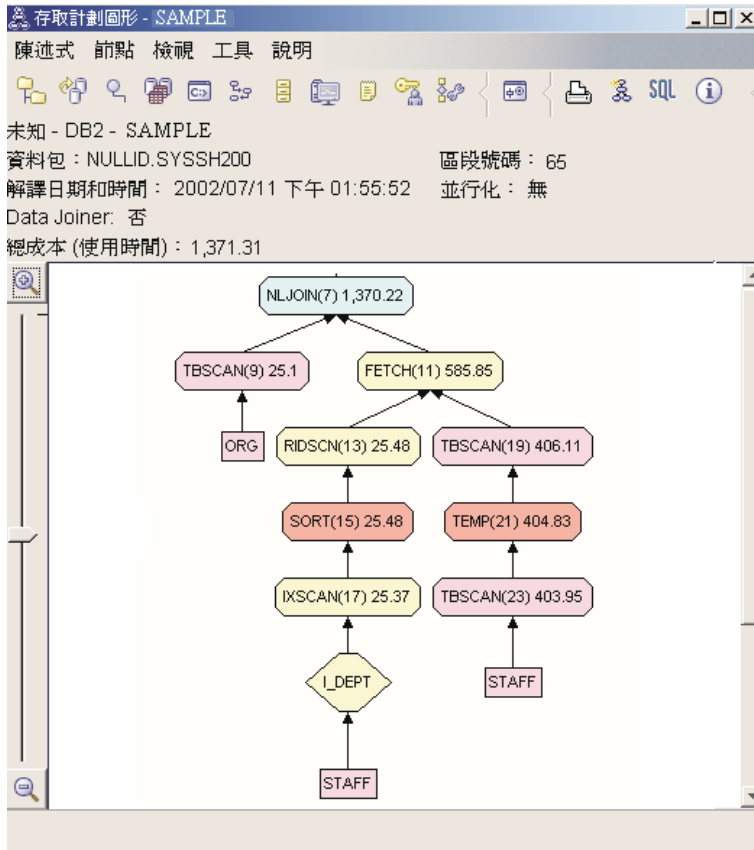 存取計劃圖形 - SAMPLE
陳述式 節點 檢視 工具 說明
SQL
未知 - DB2 - SAMPLE
資料包：NULLID.SYSSH200 區段號碼： 65
解譯日期和時間： 2002/07/11 下午 01:55:52 並行化： 無
Data Joiner: 否
總成本 (使用時間)：1,371.31
NLJOIN(7) 1,370.22
TBSCAN(9) 25.1 FETCH(11) 585.85
ORG RIDSCN(13) 25.48 TBSCAN(19) 406.11
SORT(15) 25.48 TEMP(21) 404.83
IXSCAN(17) 25.37 TBSCAN(23) 403.95
I_DEPT STAFF
STAFF